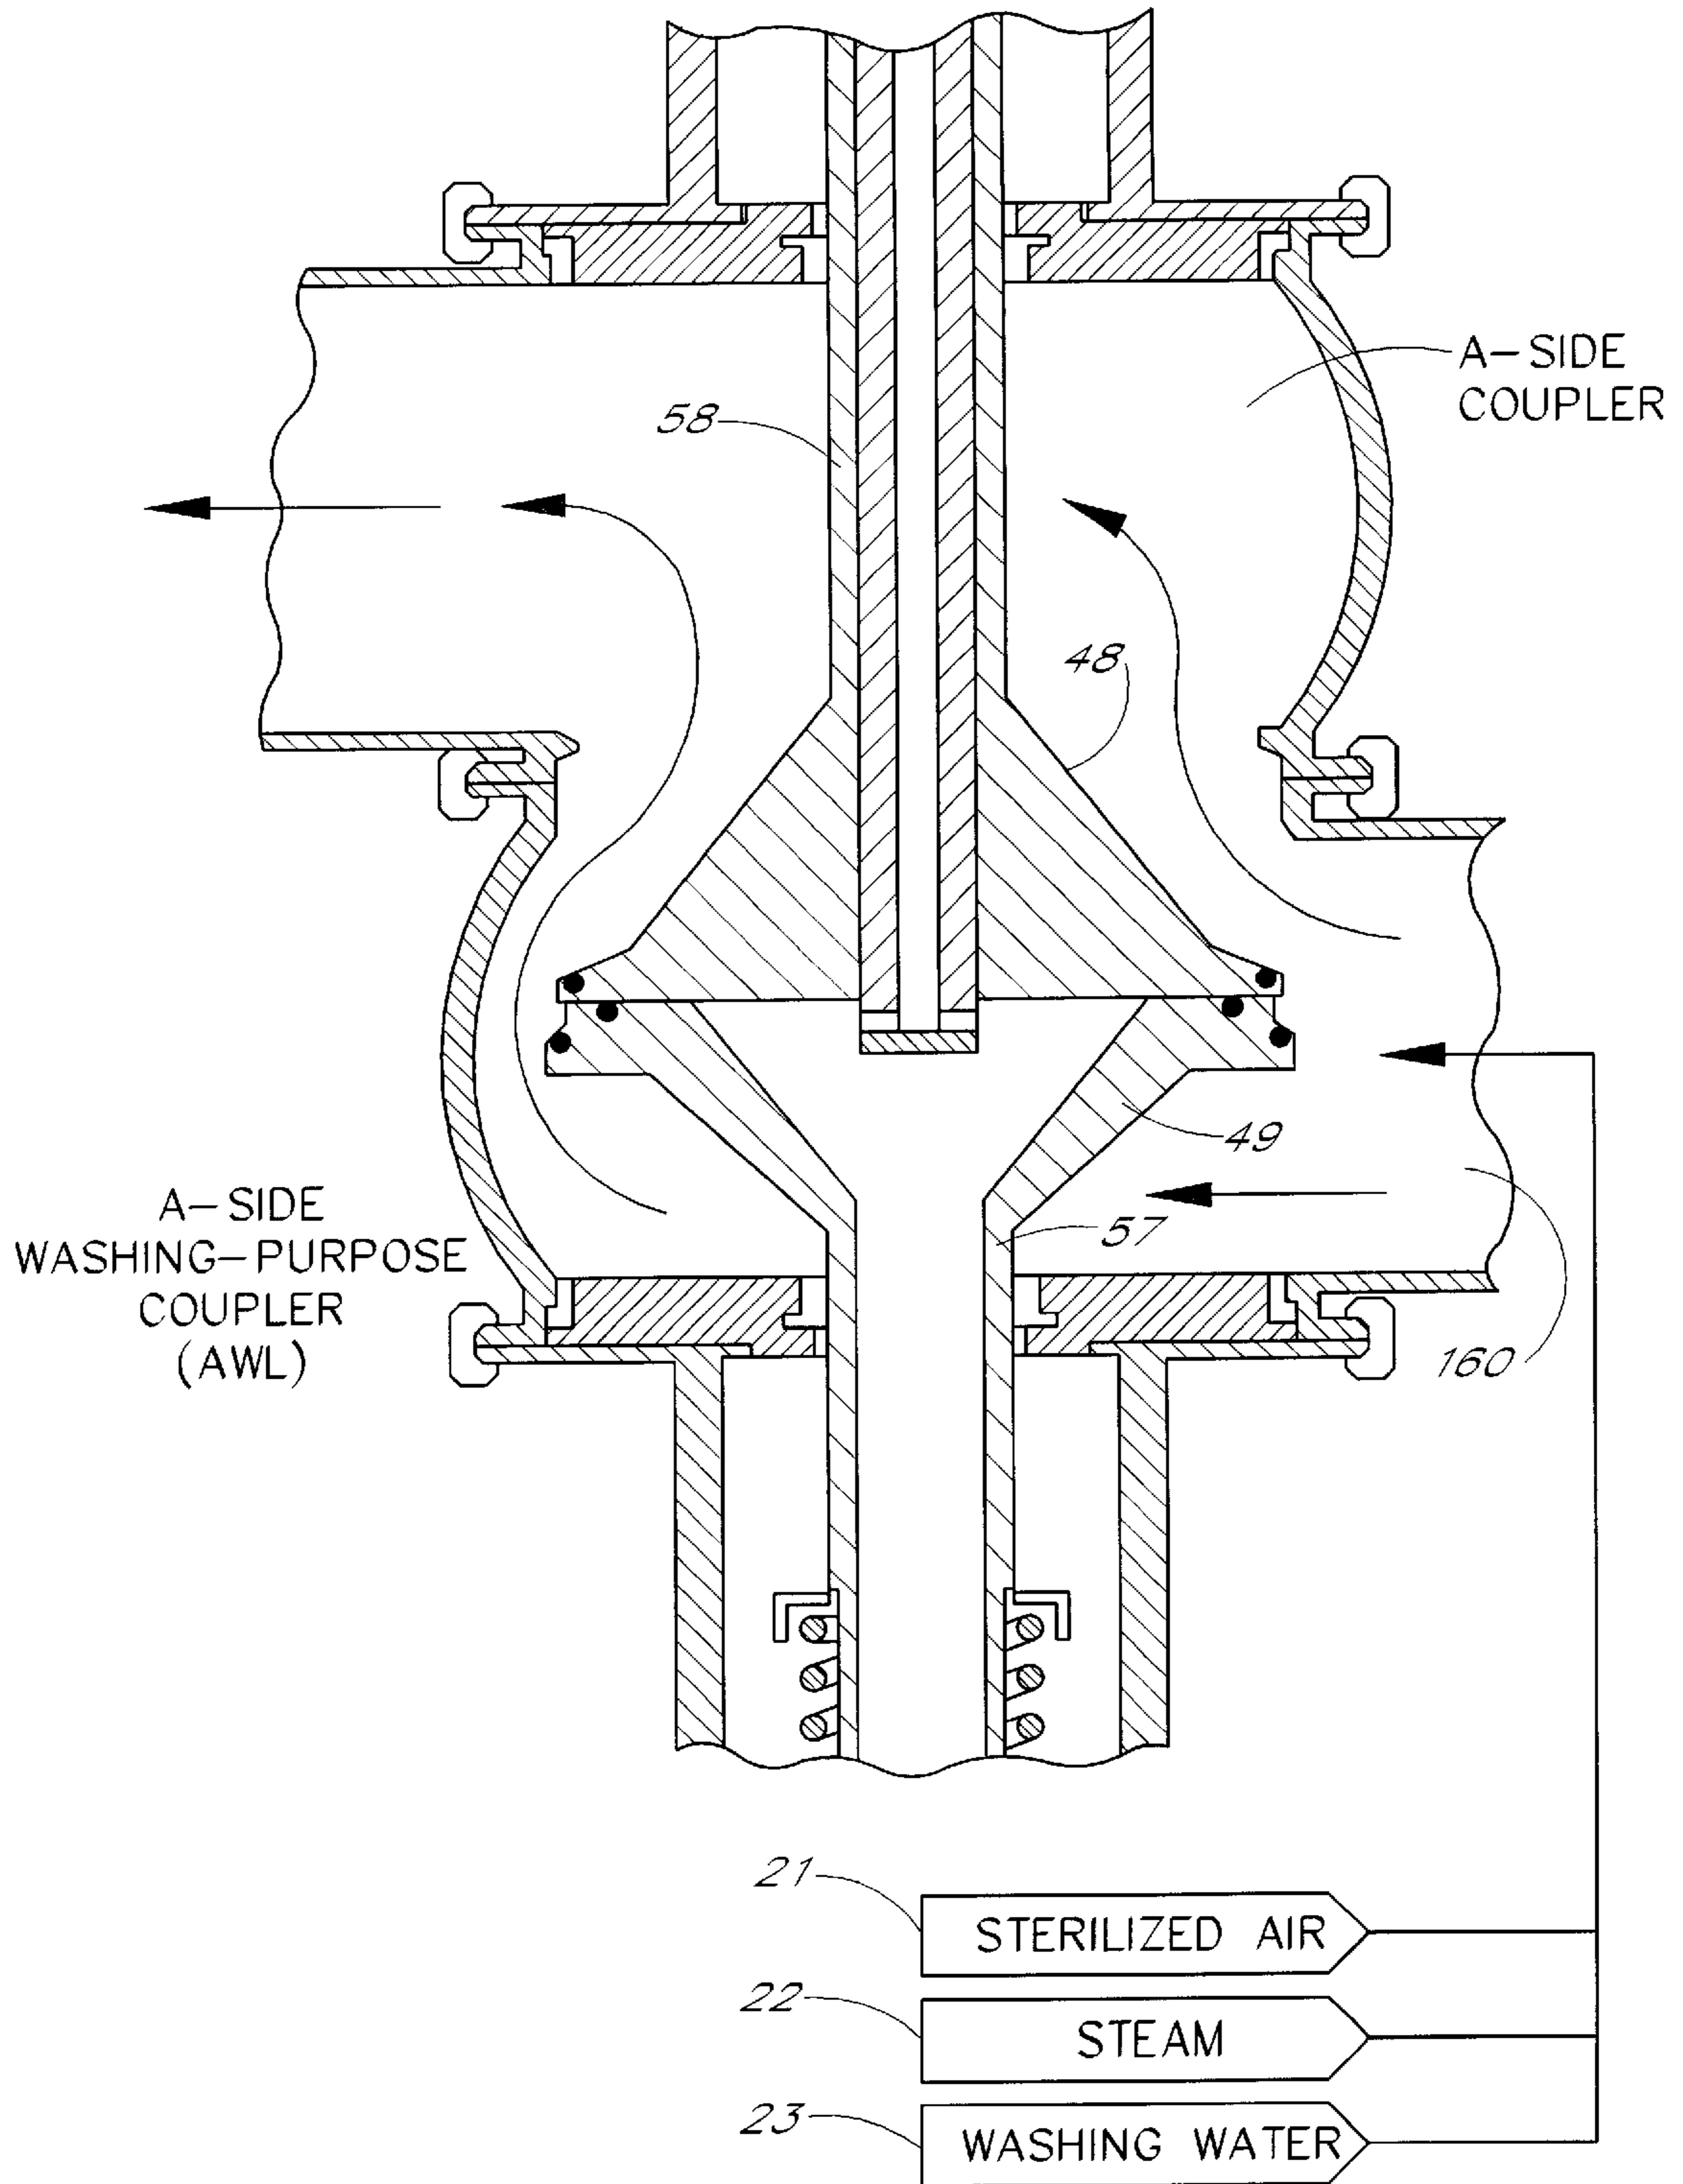 A-SIDE
COUPLER
58
48
49
A-SIDE
WASHING-PURPOSE
COUPLER
(AWL)
57
160
21
STERILIZED AIR
22
STEAM
23
WASHING WATER